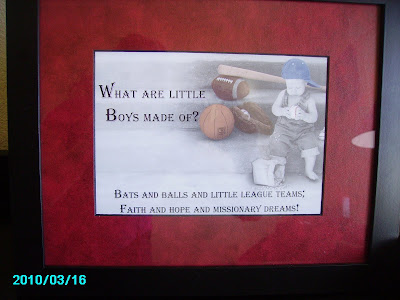 What are little
Boys made of?
Bats and balls and little league teams;
Faith and hope and missionary dreams!
2010/03/16